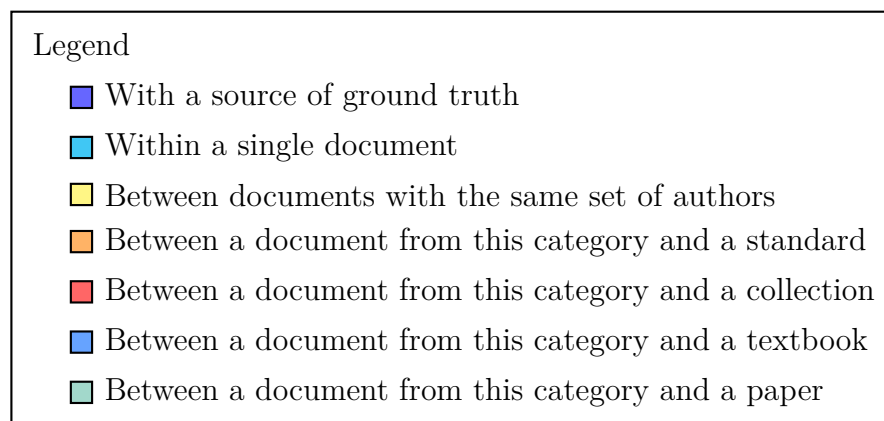 Legend
With a source of ground truth
Within a single document
Between documents with the same set of authors
Between a document from this category and a standard
Between a document from this category and a collection
Between a document from this category and a textbook
Between a document from this category and a paper